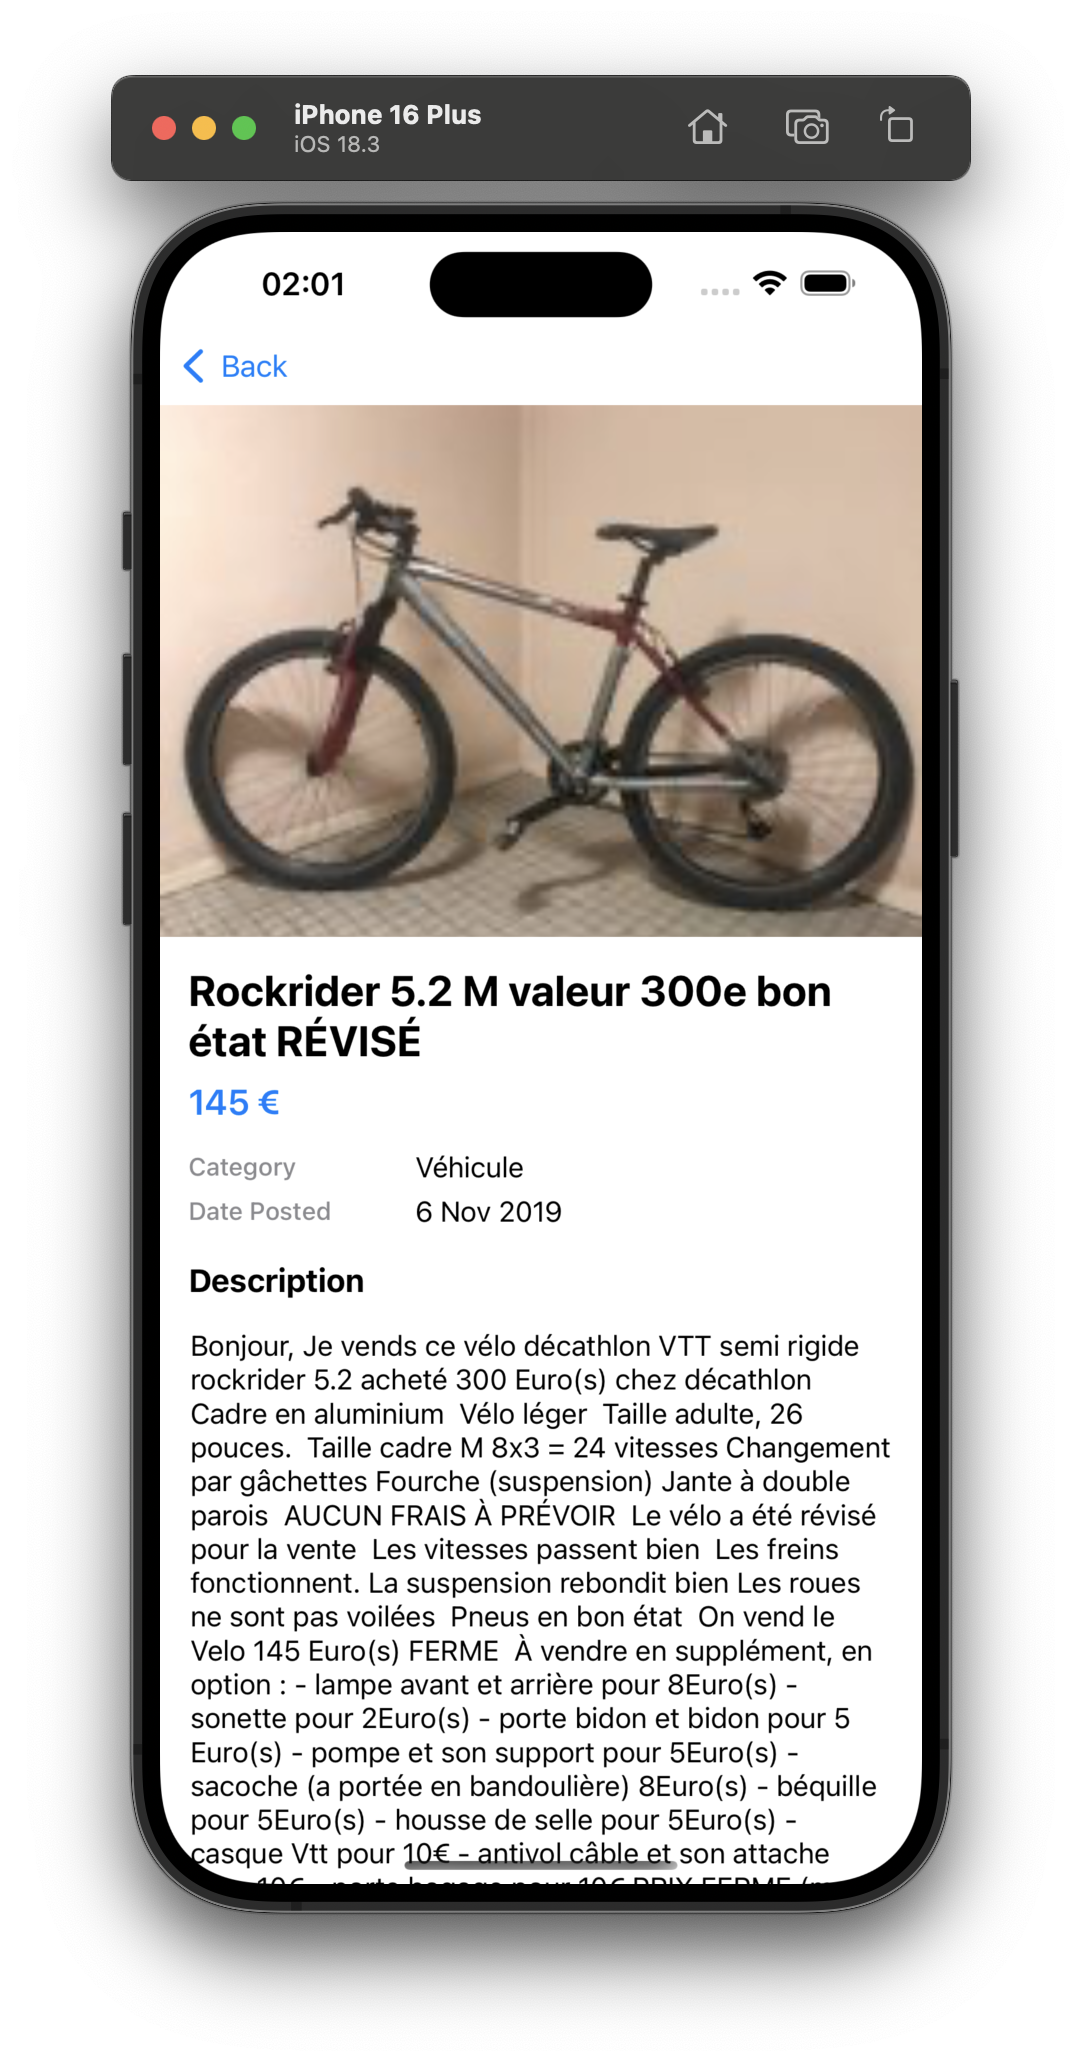 iPhone 16 Plus
iOS 18.3
02:01
Back
Rockrider 5.2 M valeur 300e bon
état RÉVISÉ
145 €
Category Véhicule
Date Posted 6 Nov 2019
Description
Bonjour, Je vends ce vélo décathlon VTT semi rigide
rockrider 5.2 acheté 300 Euro(s) chez décathlon
Cadre en aluminium  Vélo léger  Taille adulte, 26
pouces.  Taille cadre M 8x3 = 24 vitesses Changement
par gâchettes Fourche (suspension) Jante à double
parois  AUCUN FRAIS À PRÉVOIR  Le vélo a été révisé
pour la vente  Les vitesses passent bien  Les freins
fonctionnent. La suspension rebondit bien Les roues
ne sont pas voilées  Pneus en bon état  On vend le
Velo 145 Euro(s) FERME  À vendre en supplément, en
option : - lampe avant et arrière pour 8Euro(s) -
sonette pour 2Euro(s) - porte bidon et bidon pour 5
Euro(s) - pompe et son support pour 5Euro(s) -
sacoche (a portée en bandoulière) 8Euro(s) - béquille
pour 5Euro(s) - housse de selle pour 5Euro(s) -
casque Vtt pour 10€ - antivol câble et son attache
10€ - porte bagage pour 10€ PRIX FERME